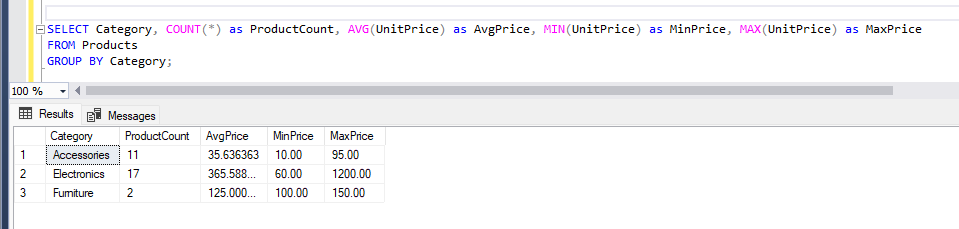 SELECT Category, COUNT(*) as ProductCount, AVG(UnitPrice) as AvgPrice, MIN(UnitPrice) as MinPrice, MAX(UnitPrice) as MaxPrice
FROM Products
GROUP BY Category;
100 %
Results Messages
Category ProductCount AvgPrice MinPrice MaxPrice
1 Accessories 11 35.636363 10.00 95.00
2 Electronics 17 365.588... 60.00 1200.00
3 Furniture 2 125.000... 100.00 150.00